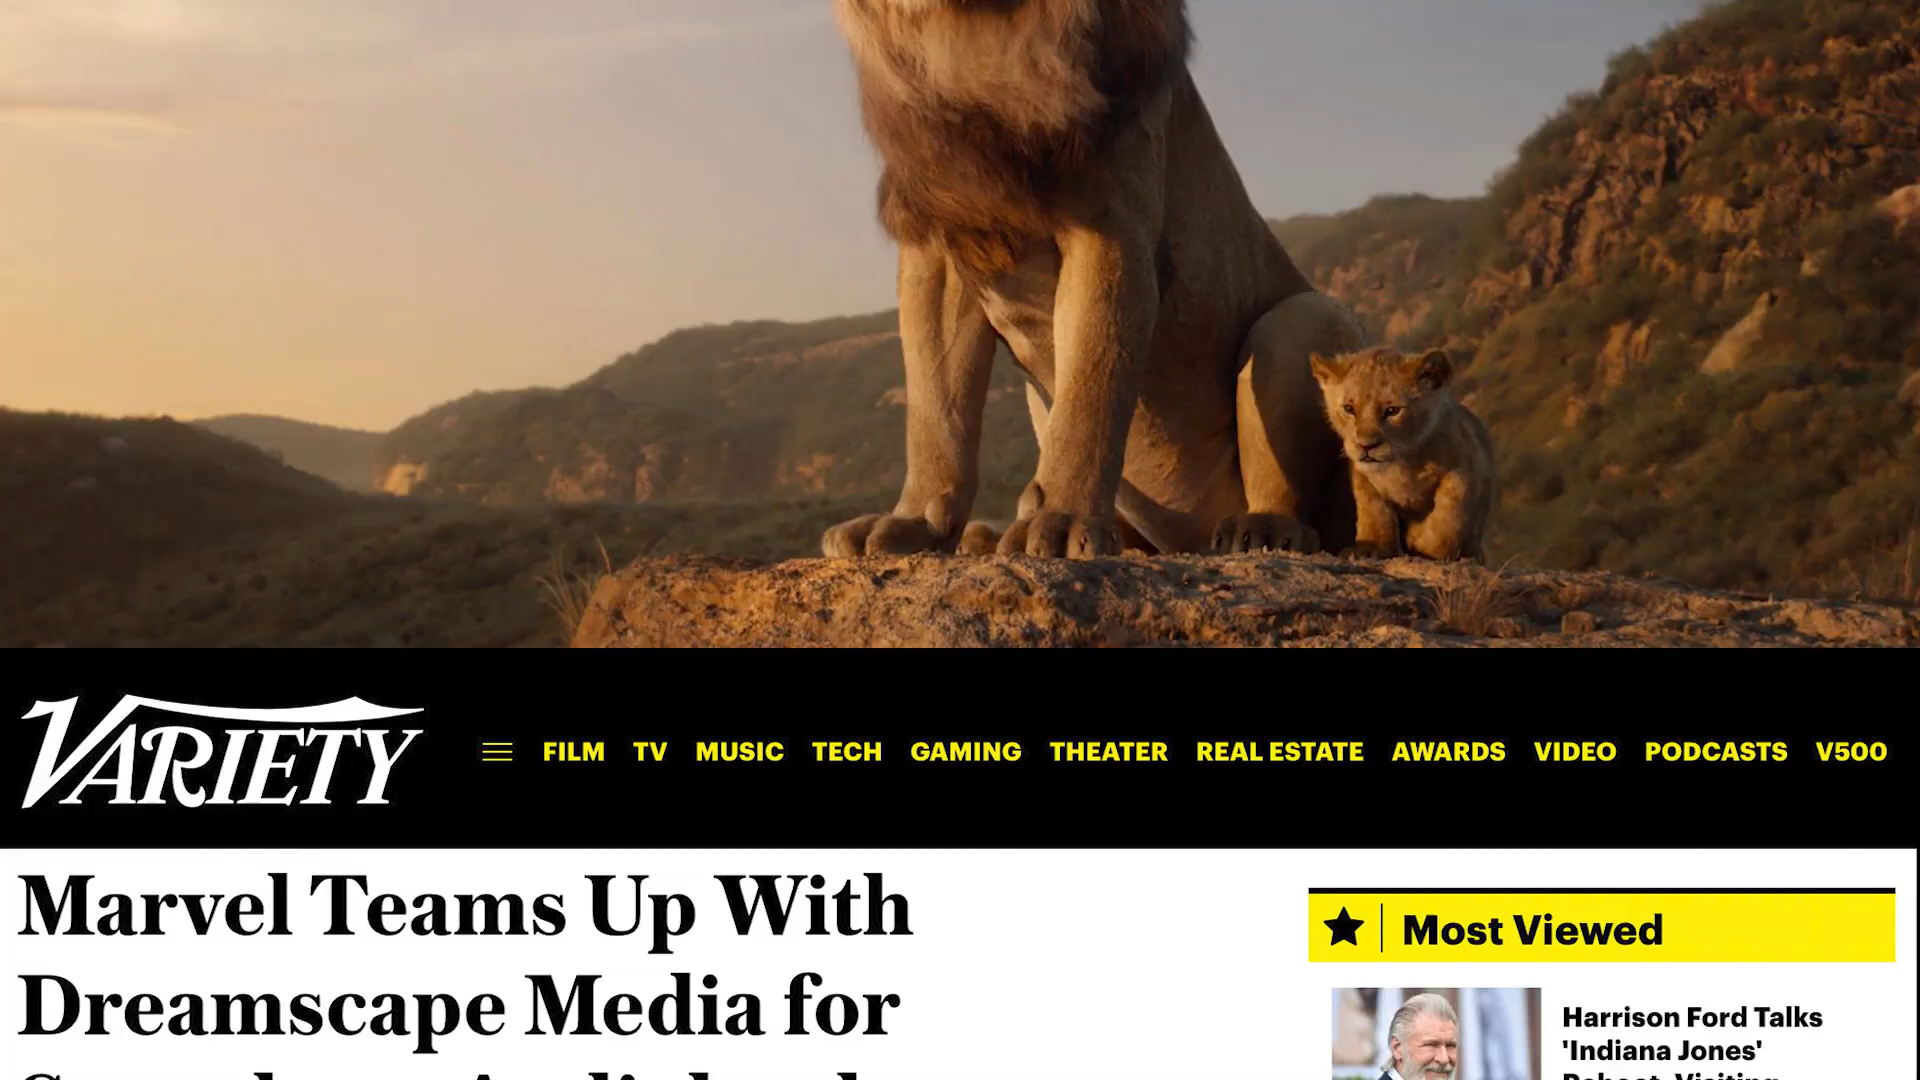 VARIETY
FILM TV MUSIC TECH GAMING THEATER REAL ESTATE AWARDS VIDEO PODCASTS V500
Marvel Teams Up With
Dreamscape Media for
Most Viewed
Harrison Ford Talks
'Indiana Jones'